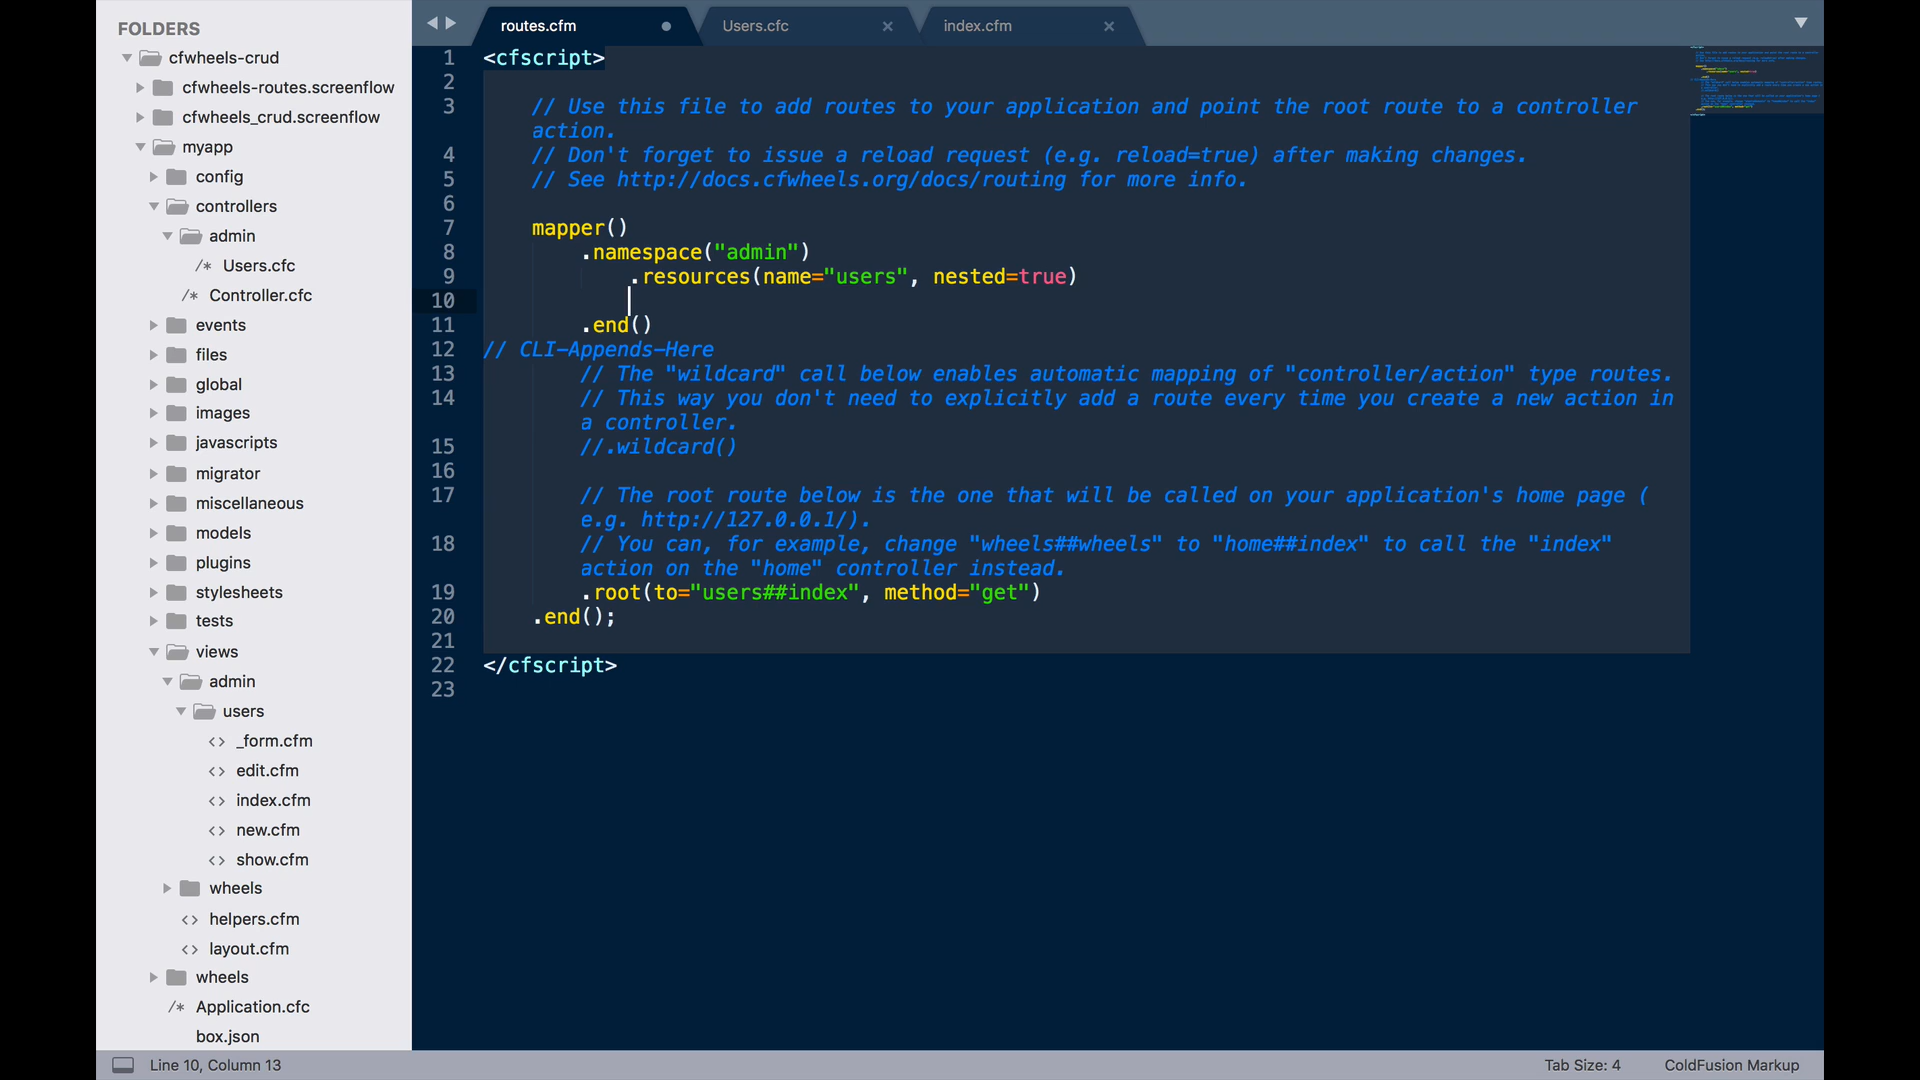 FOLDERS
cfwheels-crud
cfwheels-routes.screenflow
cfwheels_crud.screenflow
myapp
config
controllers
admin
/* Users.cfc
/* Controller.cfc
events
files
global
images
javascripts
migrator
miscellaneous
models
plugins
stylesheets
tests
views
admin
users
<> _form.cfm
<> edit.cfm
<> index.cfm
<> new.cfm
<> show.cfm
wheels
<> helpers.cfm
<> layout.cfm
wheels
/* Application.cfc
box.json
routes.cfm
Users.cfc
index.cfm
1 <cfscript>
2
3 // Use this file to add routes to your application and point the root route to a controller
action.
4 // Don't forget to issue a reload request (e.g. reload=true) after making changes.
5 // See http://docs.cfwheels.org/docs/routing for more info.
6
7 mapper()
8 .namespace("admin")
9 .resources(name="users", nested=true)
10
11 .end()
12 // CLI-Appends-Here
13 // The "wildcard" call below enables automatic mapping of "controller/action" type routes.
14 // This way you don't need to explicitly add a route every time you create a new action in
a controller.
15 //.wildcard()
16
17 // The root route below is the one that will be called on your application's home page (
e.g. http://127.0.0.1/).
18 // You can, for example, change "wheels##wheels" to "home##index" to call the "index"
action on the "home" controller instead.
19 .root(to="users##index", method="get")
20 .end();
21
22 </cfscript>
23
Line 10, Column 13
Tab Size: 4
ColdFusion Markup